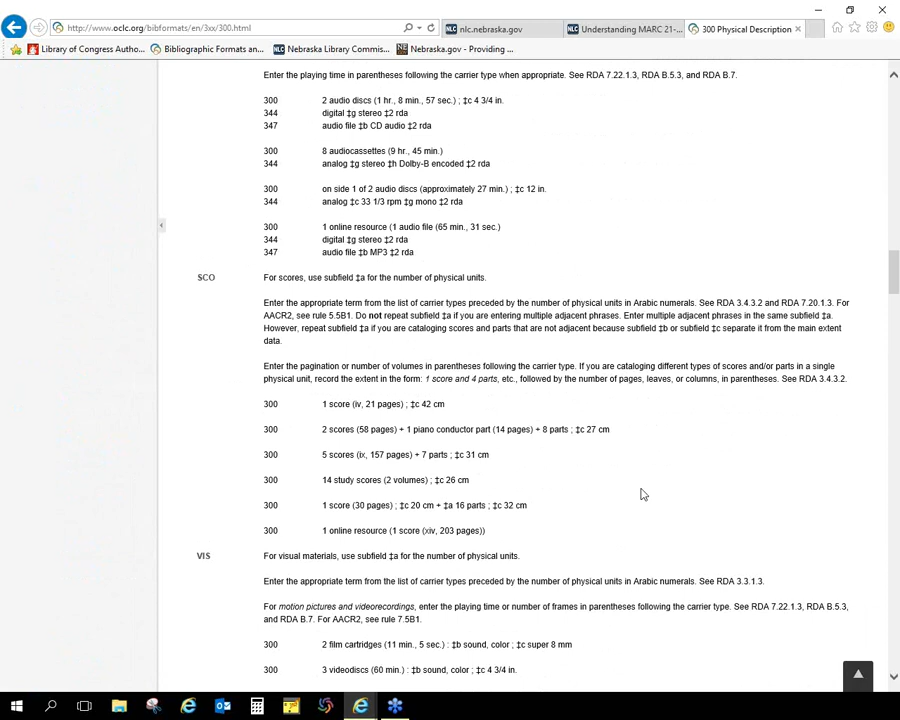 http://www.oclc.org/bibformats/en/3xx/300.html
nlc.nebraska.gov
Understanding MARC 21-...
300 Physical Description
Library of Congress Autho...
Bibliographic Formats an...
Nebraska Library Commis...
Nebraska.gov - Providing ...
Enter the playing time in parentheses following the carrier type when appropriate. See RDA 7.22.1.3, RDA B.5.3, and RDA B.7.
300 2 audio discs (1 hr., 8 min., 57 sec.) ; ‡c 4 3/4 in.
344 digital ‡g stereo ‡2 rda
347 audio file ‡b CD audio ‡2 rda
300 8 audiocassettes (9 hr., 45 min.)
344 analog ‡g stereo ‡h Dolby-B encoded ‡2 rda
300 on side 1 of 2 audio discs (approximately 27 min.) ; ‡c 12 in.
344 analog ‡c 33 1/3 rpm ‡g mono ‡2 rda
300 1 online resource (1 audio file (65 min., 31 sec.)
344 digital ‡g stereo ‡2 rda
347 audio file ‡b MP3 ‡2 rda
SCO For scores, use subfield ‡a for the number of physical units.
Enter the appropriate term from the list of carrier types preceded by the number of physical units in Arabic numerals. See RDA 3.4.3.2 and RDA 7.20.1.3. For
AACR2, see rule 5.5B1. Do not repeat subfield ‡a if you are entering multiple adjacent phrases. Enter multiple adjacent phrases in the same subfield ‡a.
However, repeat subfield ‡a if you are cataloging scores and parts that are not adjacent because subfield ‡b or subfield ‡c separate it from the main extent
data.
Enter the pagination or number of volumes in parentheses following the carrier type. If you are cataloging different types of scores and/or parts in a single
physical unit, record the extent in the form: 1 score and 4 parts, etc., followed by the number of pages, leaves, or columns, in parentheses. See RDA 3.4.3.2.
300 1 score (iv, 21 pages) ; ‡c 42 cm
300 2 scores (58 pages) + 1 piano conductor part (14 pages) + 8 parts ; ‡c 27 cm
300 5 scores (ix, 157 pages) + 7 parts ; ‡c 31 cm
300 14 study scores (2 volumes) ; ‡c 26 cm
300 1 score (30 pages) ; ‡c 20 cm + ‡a 16 parts ; ‡c 32 cm
300 1 online resource (1 score (xiv, 203 pages))
VIS For visual materials, use subfield ‡a for the number of physical units.
Enter the appropriate term from the list of carrier types preceded by the number of physical units in Arabic numerals. See RDA 3.3.1.3.
For motion pictures and videorecordings, enter the playing time or number of frames in parentheses following the carrier type. See RDA 7.22.1.3, RDA B.5.3,
and RDA B.7. For AACR2, see rule 7.5B1.
300 2 film cartridges (11 min., 5 sec.) : ‡b sound, color ; ‡c super 8 mm
300 3 videodiscs (60 min.) : ‡b sound, color ; ‡c 4 3/4 in.